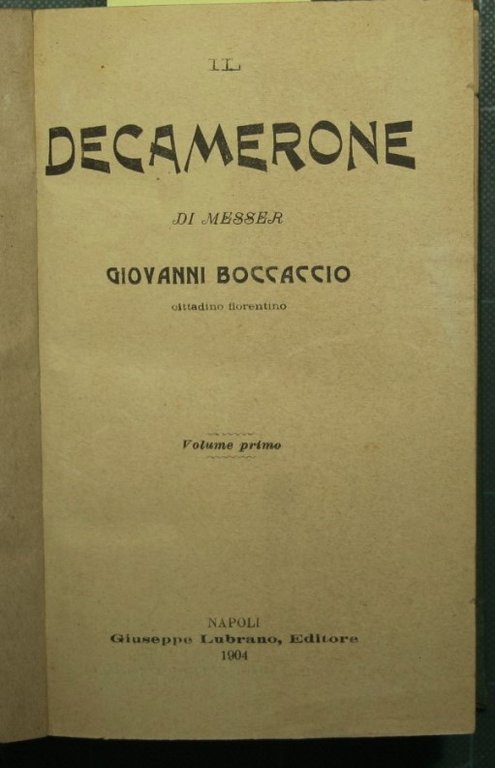 IL
DECAMERONE
DI MESSER
GIOVANNI BOCCACCIO
cittadino fiorentino
Volume primo
NAPOLI
Giuseppe Lubrano, Editore
1904